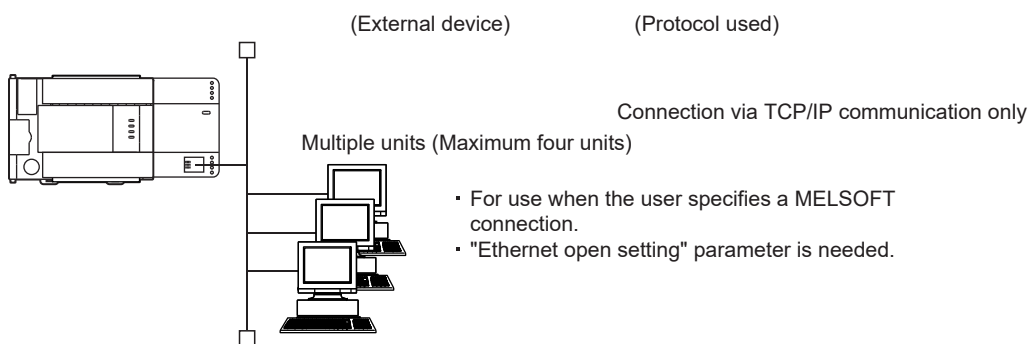 (External device) (Protocol used)
Connection via TCP/IP communication only
Multiple units (Maximum four units)
· For use when the user specifies a MELSOFT
connection.
· "Ethernet open setting" parameter is needed.